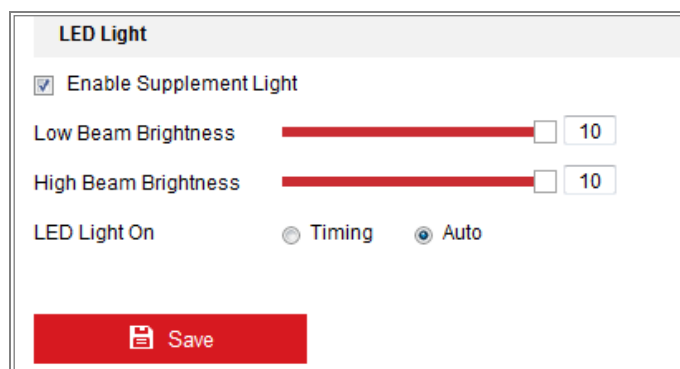 LED Light
Enable Supplement Light
Low Beam Brightness 10
High Beam Brightness 10
LED Light On Timing Auto
Save